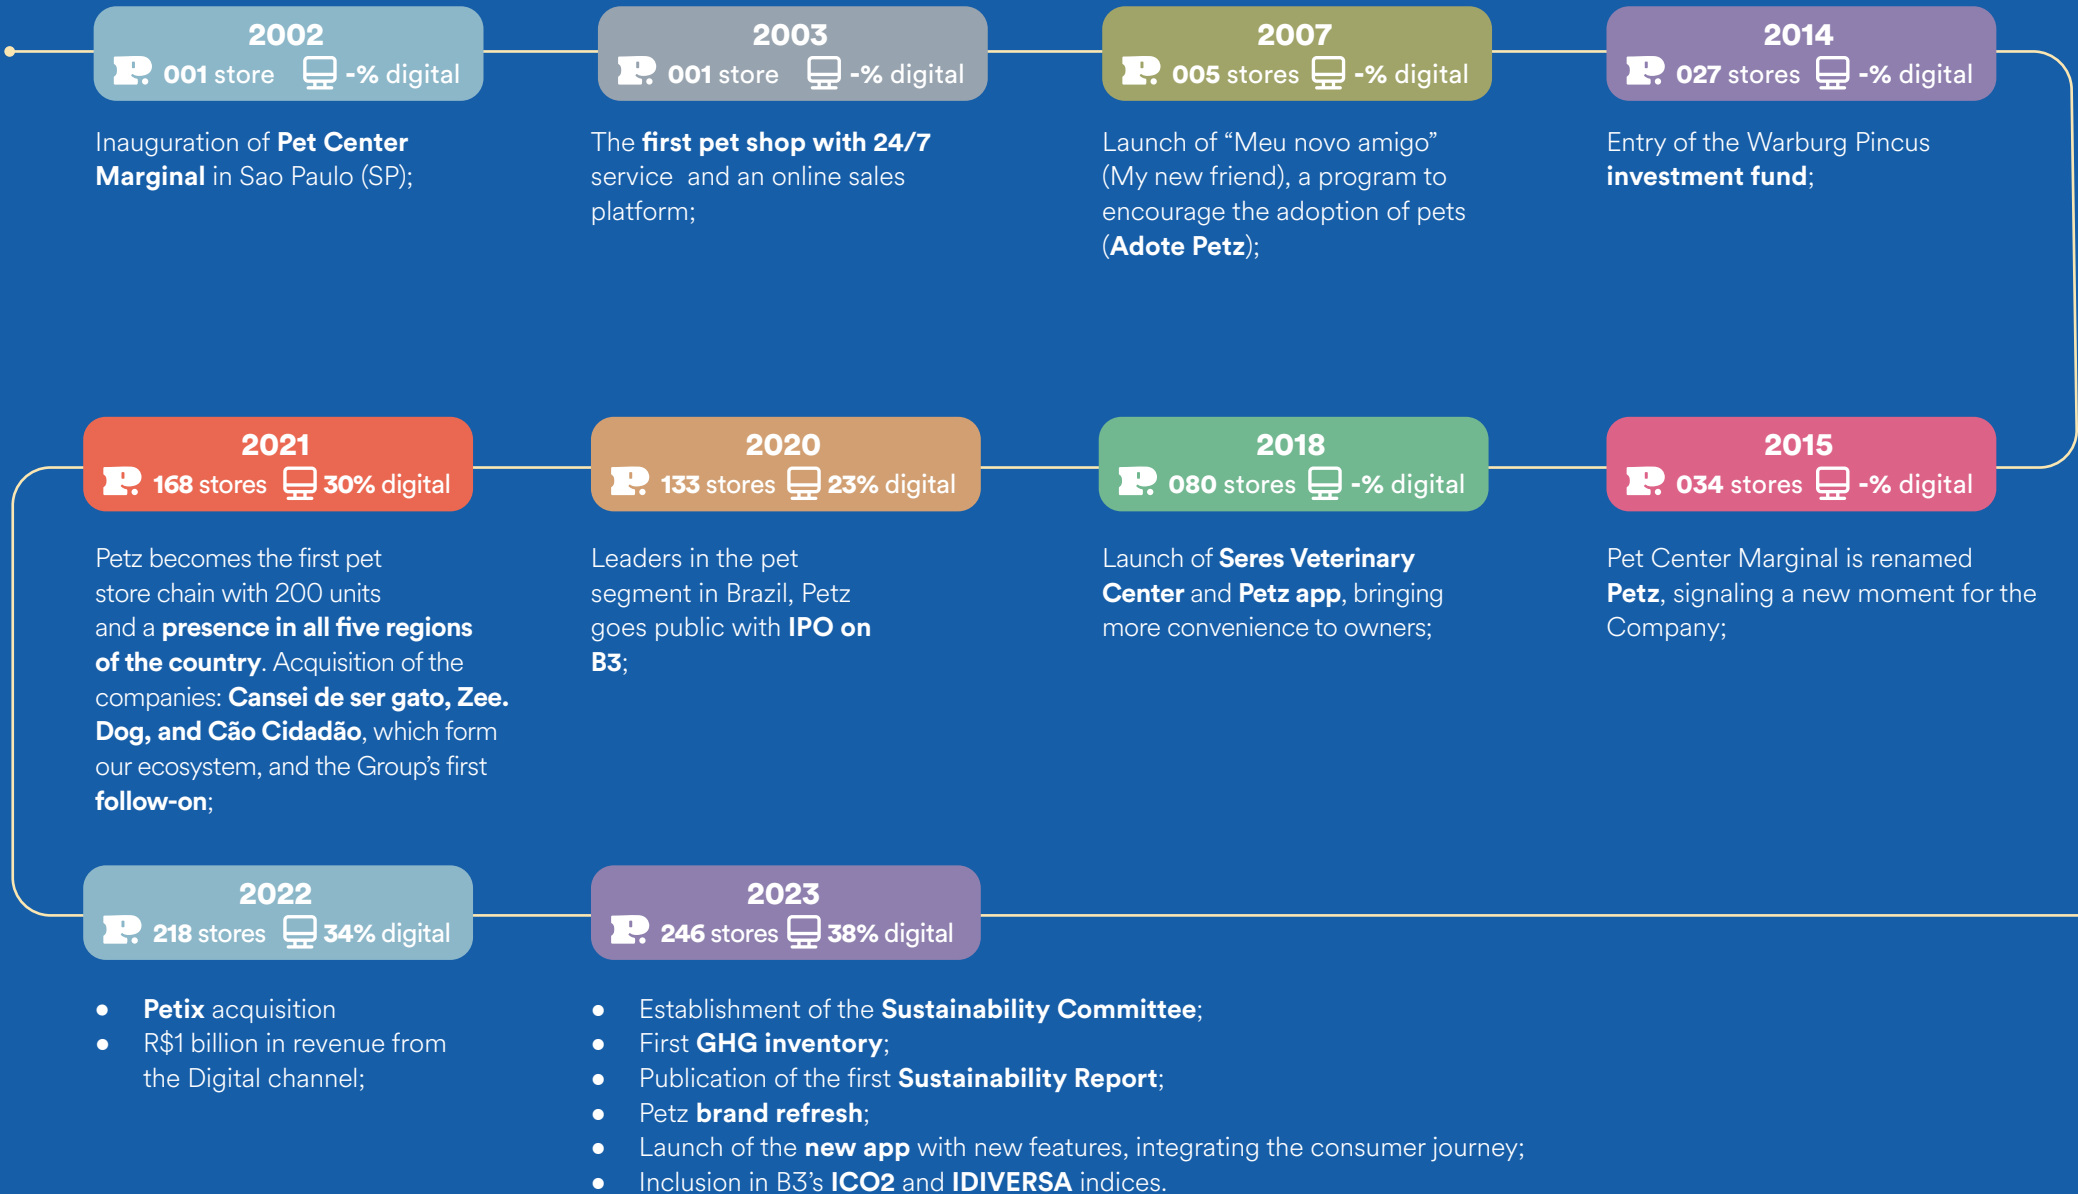 2002
001 store -% digital
Inauguration of Pet Center
Marginal in Sao Paulo (SP);
2003
001 store -% digital
The first pet shop with 24/7
service and an online sales
platform;
2007
005 stores -% digital
Launch of “Meu novo amigo”
(My new friend), a program to
encourage the adoption of pets
(Adote Petz);
2014
027 stores -% digital
Entry of the Warburg Pincus
investment fund;
2015
034 stores -% digital
Pet Center Marginal is renamed
Petz, signaling a new moment for the
Company;
2018
080 stores -% digital
Launch of Seres Veterinary
Center and Petz app, bringing
more convenience to owners;
2020
133 stores 23% digital
Leaders in the pet
segment in Brazil, Petz
goes public with IPO on
B3;
2021
168 stores 30% digital
Petz becomes the first pet
store chain with 200 units
and a presence in all five regions
of the country. Acquisition of the
companies: Cansei de ser gato, Zee.
Dog, and Cão Cidadão, which form
our ecosystem, and the Group’s first
follow-on;
2022
218 stores 34% digital
● Petix acquisition
● R$1 billion in revenue from
the Digital channel;
2023
246 stores 38% digital
● Establishment of the Sustainability Committee;
● First GHG inventory;
● Publication of the first Sustainability Report;
● Petz brand refresh;
● Launch of the new app with new features, integrating the consumer journey;
● Inclusion in B3’s ICO2 and IDIVERSA indices.